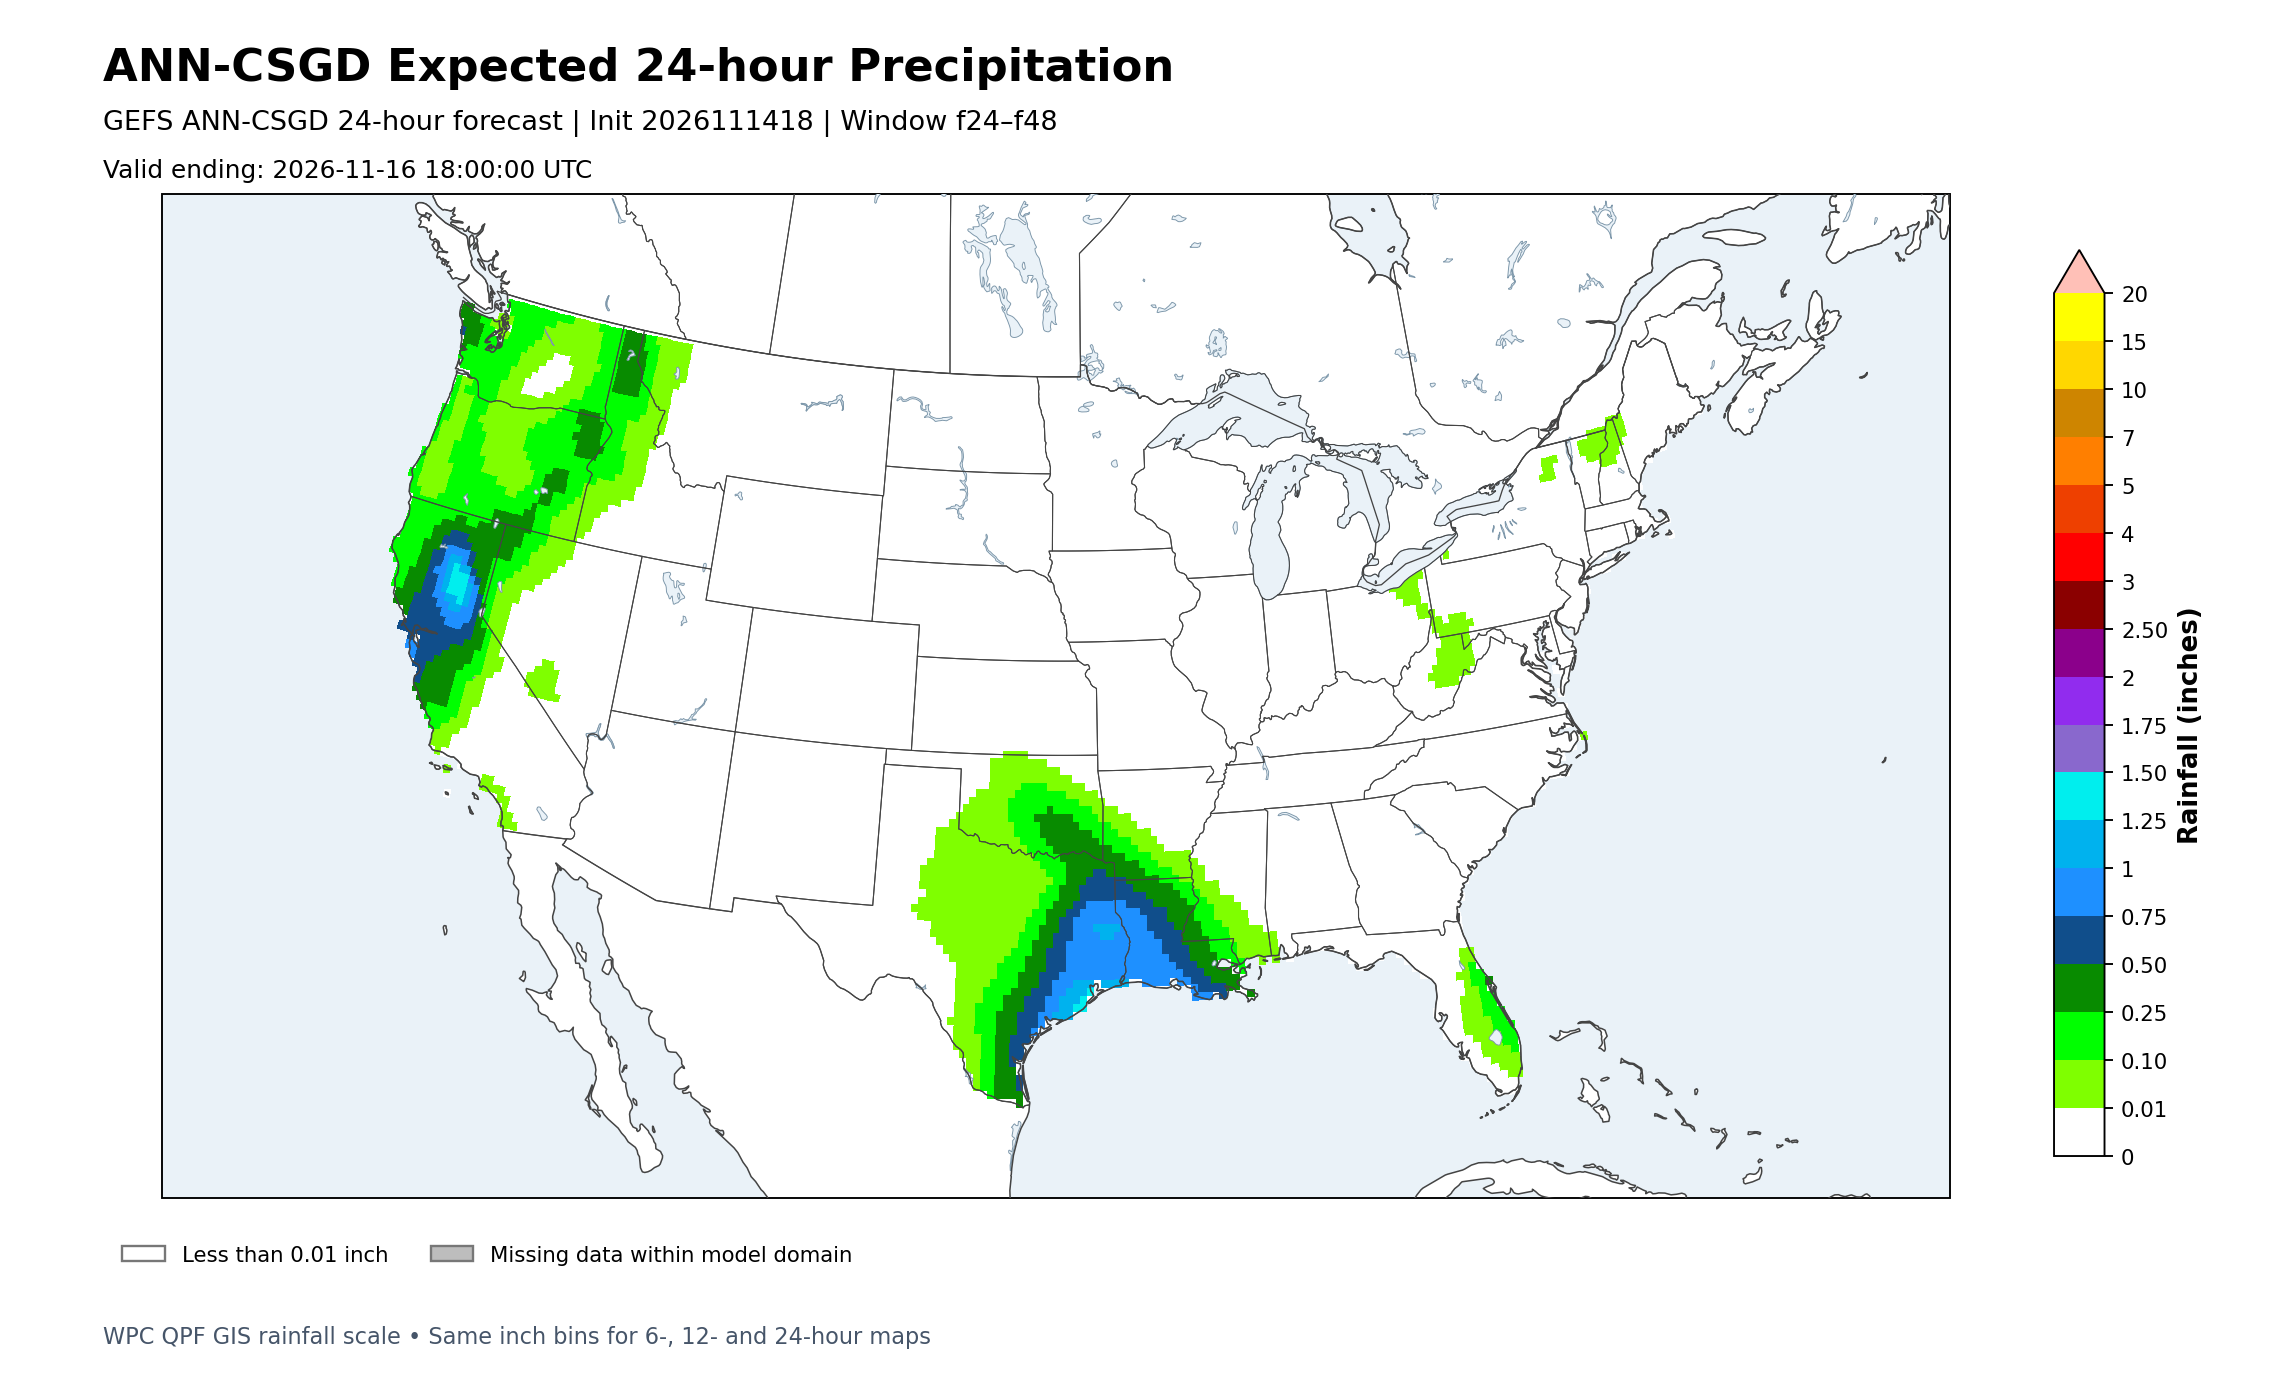 ANN-CSGD Expected 24-hour Precipitation
GEFS ANN-CSGD 24-hour forecast | Init 2026111418 | Window f24–f48
Valid ending: 2026-11-16 18:00:00 UTC
20
15
10
7
5
4
3
2.50
2
1.75
1.50
1.25
1
0.75
0.50
0.25
0.10
0.01
0
Rainfall (inches)
Less than 0.01 inch
Missing data within model domain
WPC QPF GIS rainfall scale • Same inch bins for 6-, 12- and 24-hour maps